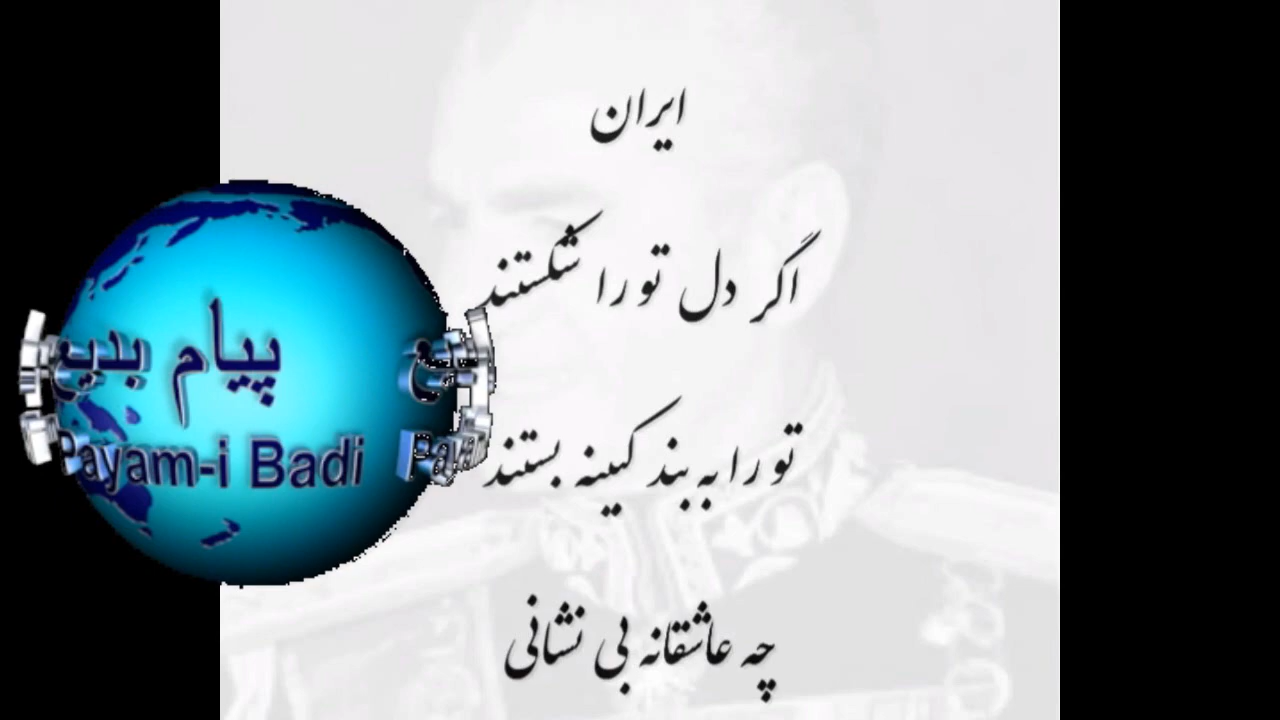 ایران
اگر دل تو را شکستند
تو را به بند کینه بستند
چه عاشقانه بی نشانی
پیام بدیع
Payam-i Badi